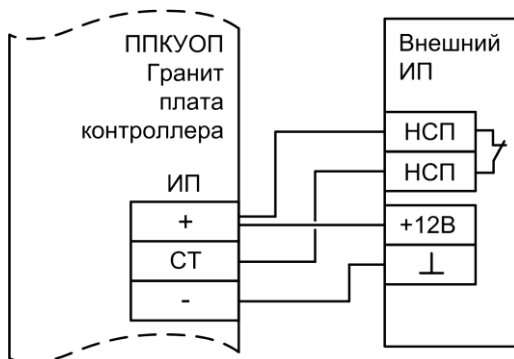 ППКУОП
Гранит
плата
контроллера
ИП
+
СТ
-
Внешний
ИП
НСП
НСП
+12В
⊥